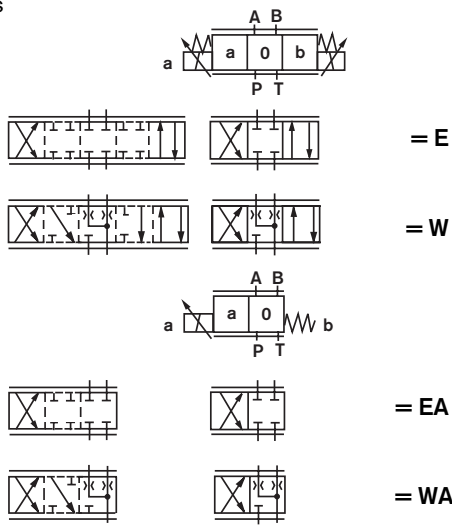 s
A B
a a 0 b
P T
= E
= W
A B
a a 0 b
P T
= EA
= WA